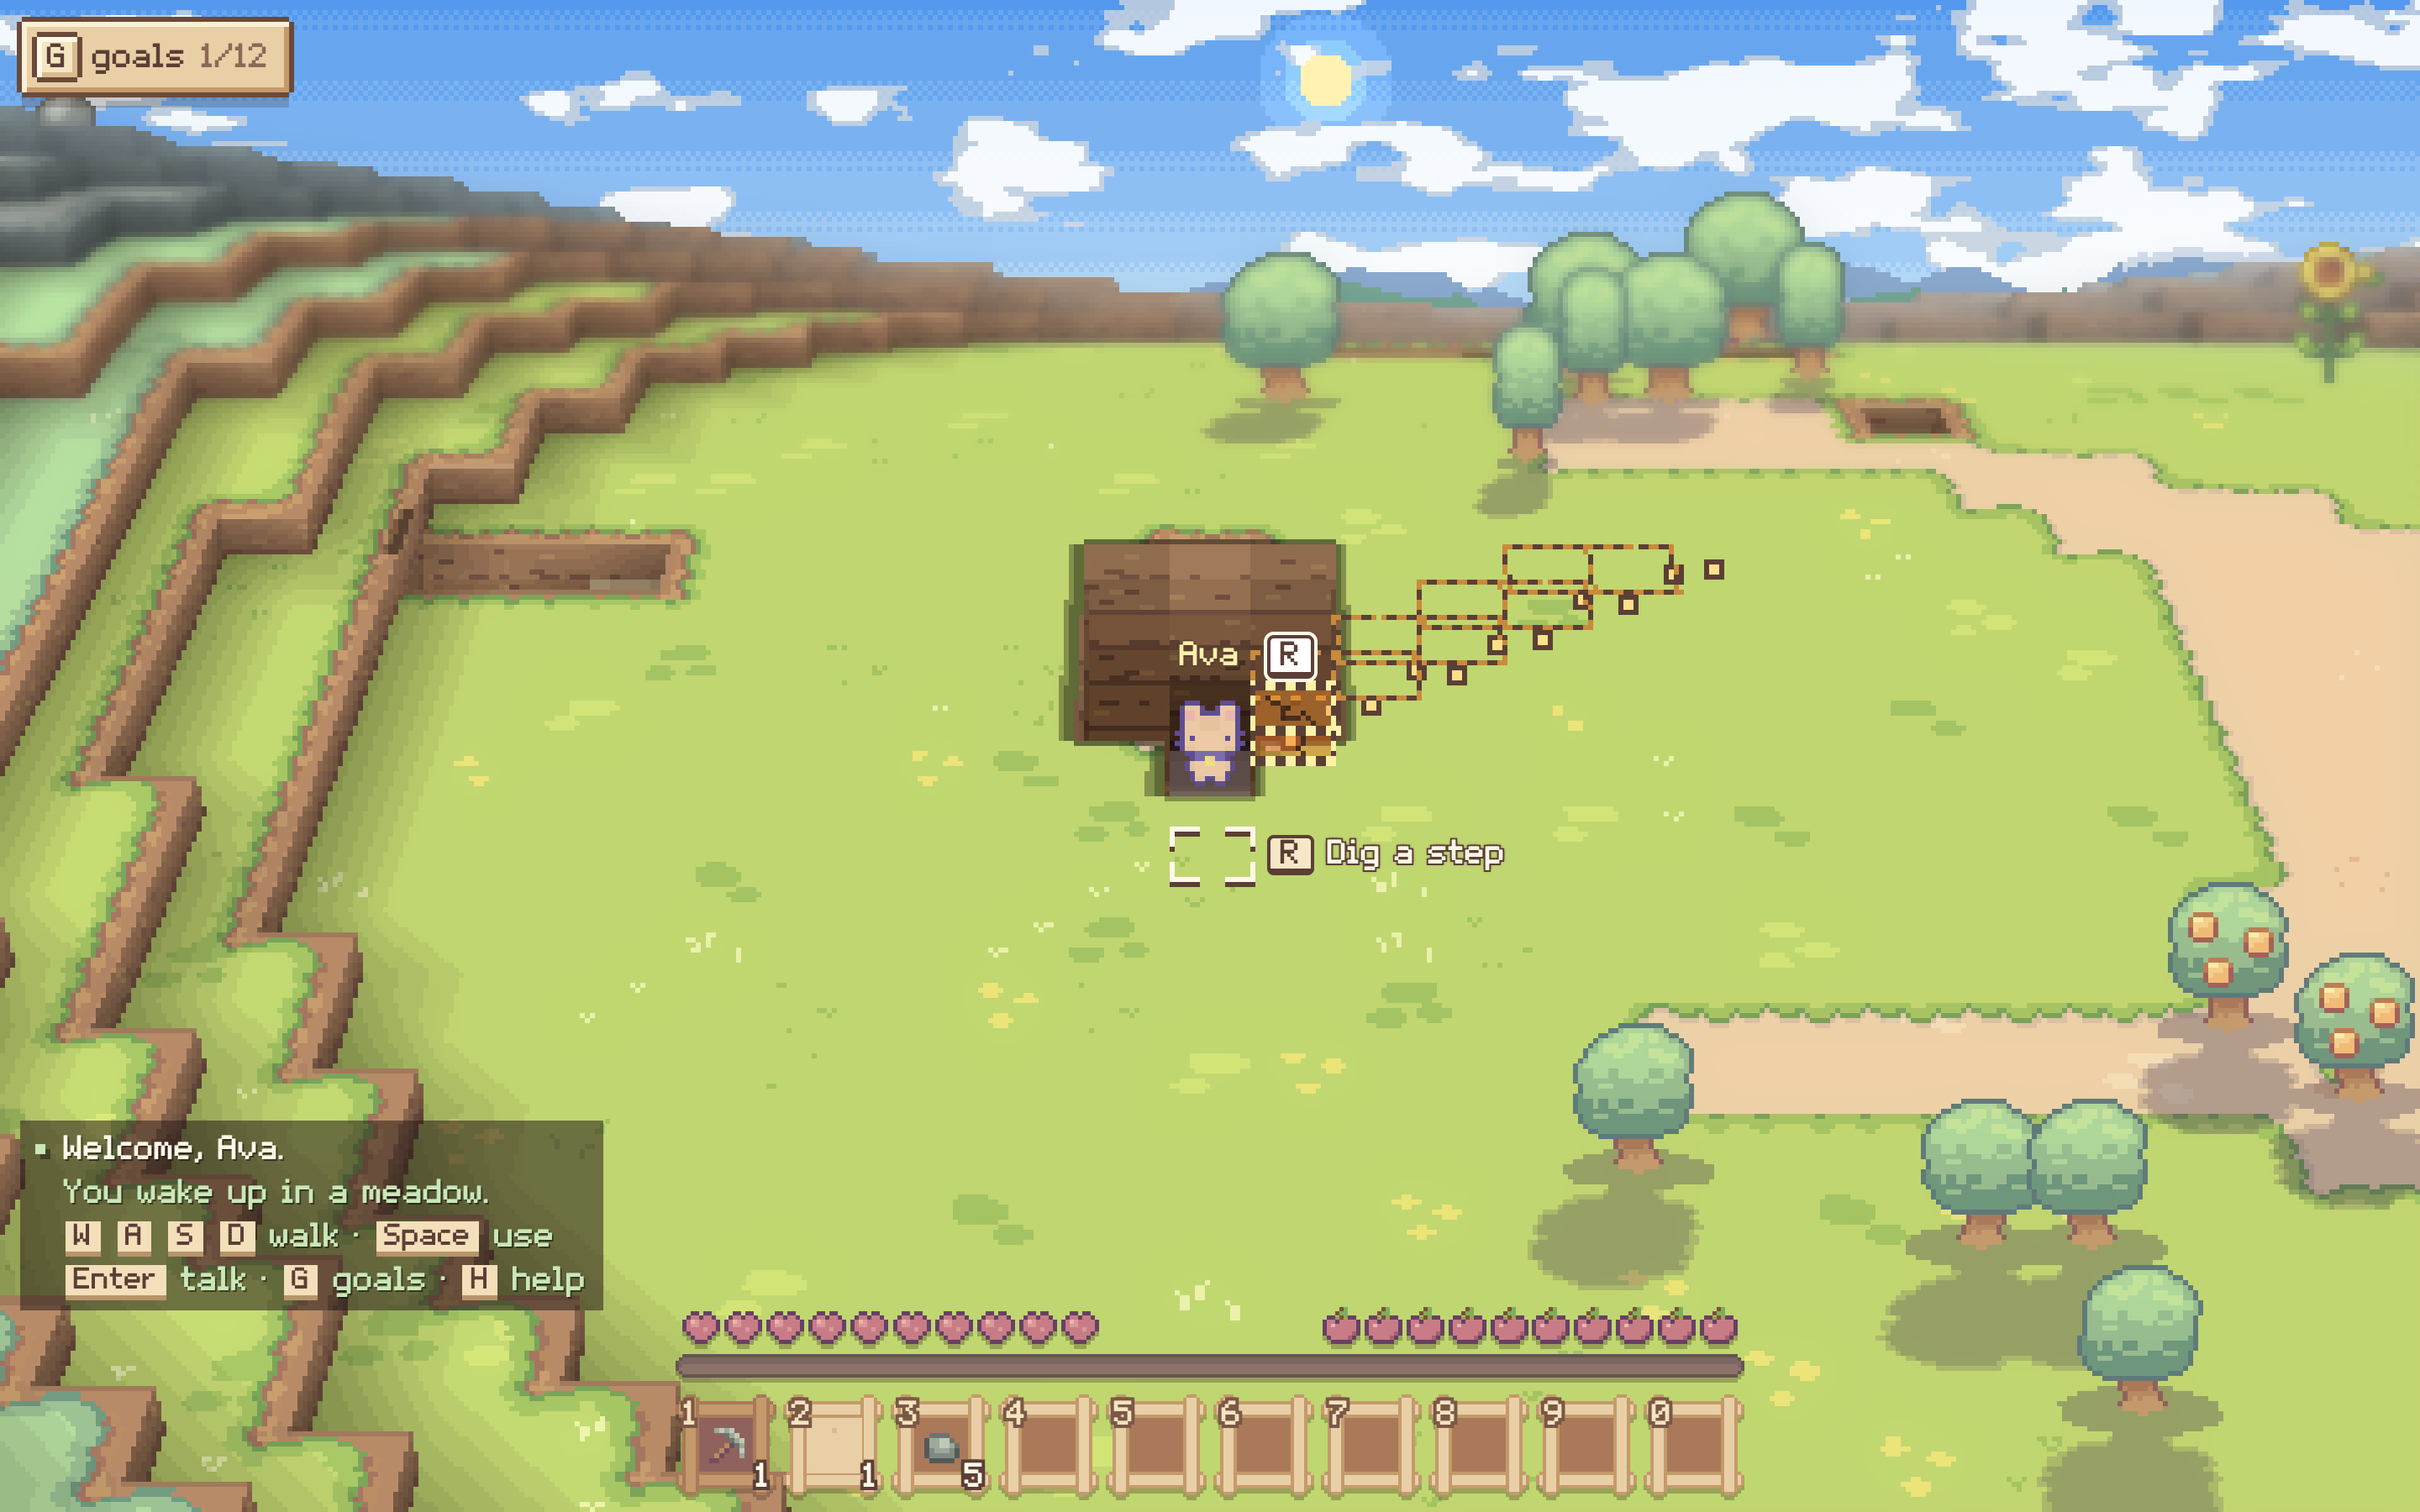 G goals 1/12
Ava R
R Dig a step
Welcome, Ava.
You wake up in a meadow.
W A S D walk · Space use
Enter talk · G goals · H help
1 2 3 4 5 6 7 8 9 0
1 1 5